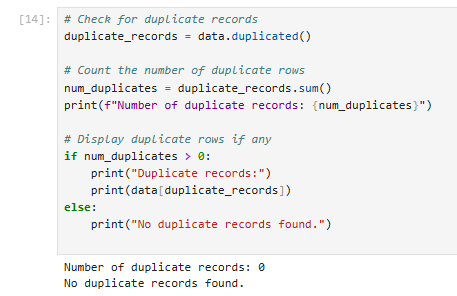 [14]: # Check for duplicate records
duplicate_records = data.duplicated()
# Count the number of duplicate rows
num_duplicates = duplicate_records.sum()
print(f"Number of duplicate records: {num_duplicates}")
# Display duplicate rows if any
if num_duplicates > 0:
    print("Duplicate records:")
    print(data[duplicate_records])
else:
    print("No duplicate records found.")
Number of duplicate records: 0
No duplicate records found.